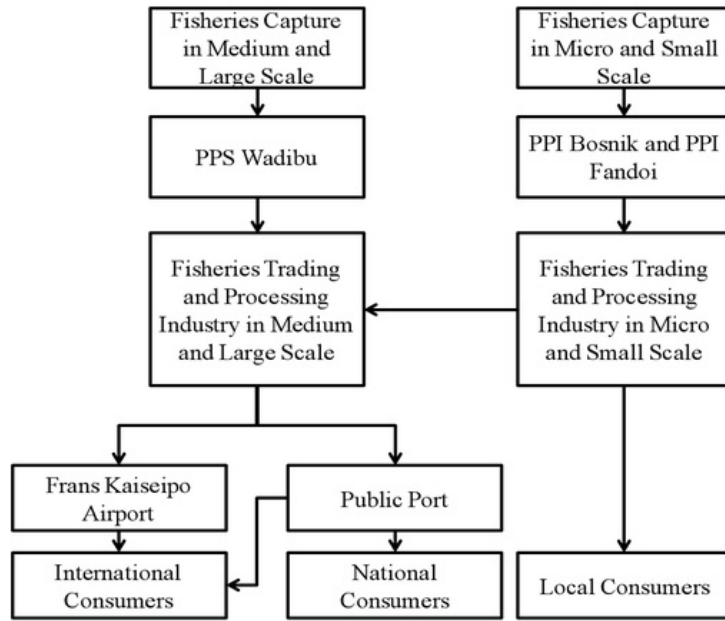 Fisheries Capture
in Medium and
Large Scale
Fisheries Capture
in Micro and Small
Scale
PPS Wadibu
PPI Bosnik and PPI
Fandoi
Fisheries Trading
and Processing
Industry in Medium
and Large Scale
Fisheries Trading
and Processing
Industry in Micro
and Small Scale
Frans Kaiseipo
Airport
Public Port
International
Consumers
National
Consumers
Local Consumers